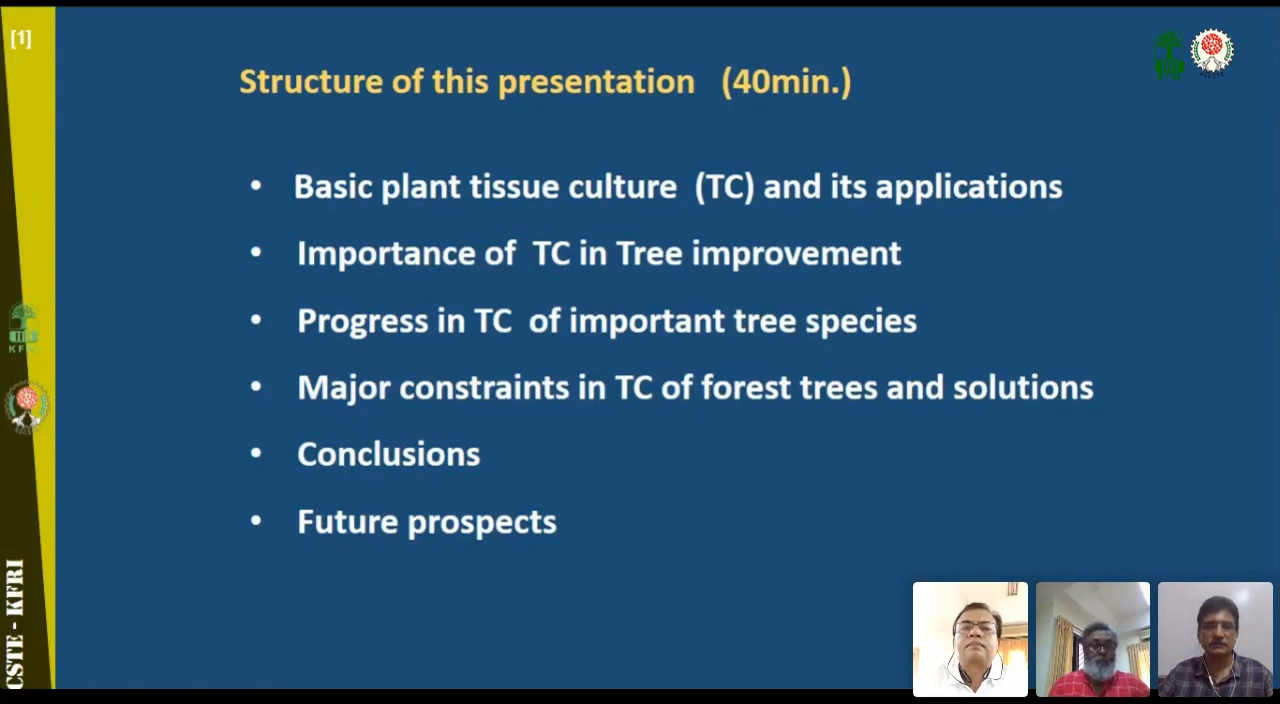 [1]
Structure of this presentation (40min.)
• Basic plant tissue culture (TC) and its applications
• Importance of TC in Tree improvement
• Progress in TC of important tree species
• Major constraints in TC of forest trees and solutions
• Conclusions
• Future prospects
CSTE - KFRI